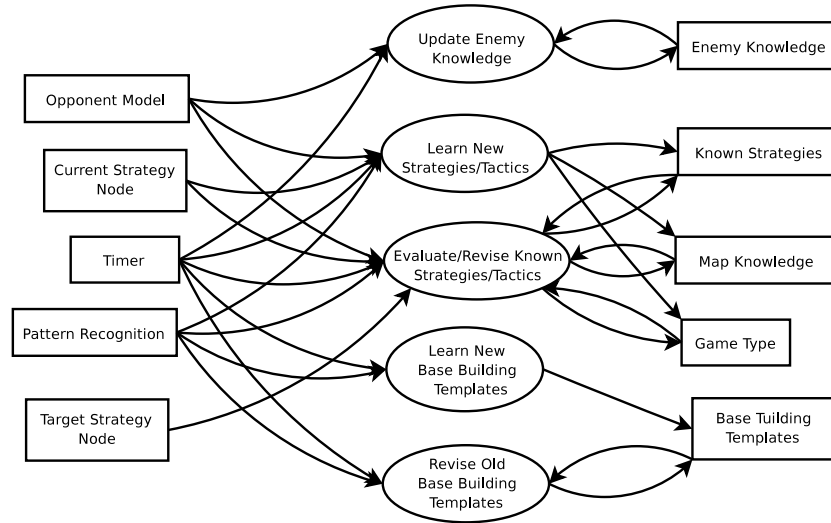 Opponent Model
Current Strategy
Node
Timer
Pattern Recognition
Target Strategy
Node
Update Enemy
Knowledge
Learn New
Strategies/Tactics
Evaluate/Revise Known
Strategies/Tactics
Learn New
Base Building
Templates
Revise Old
Base Building
Templates
Enemy Knowledge
Known Strategies
Map Knowledge
Game Type
Base Tuilding
Templates